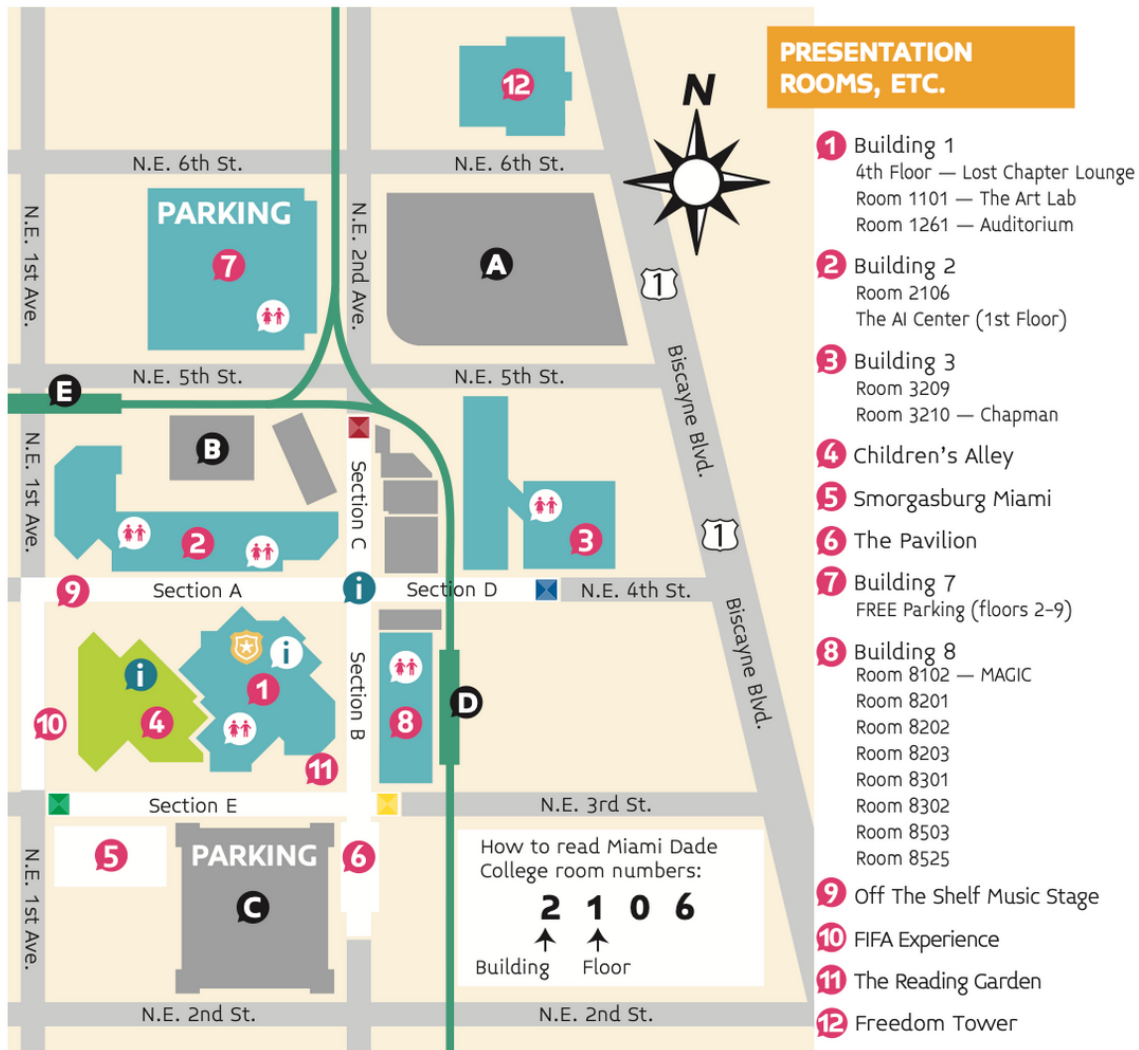 12
N
PRESENTATION
ROOMS, ETC.
N.E. 6th St.
N.E. 6th St.
PARKING
7
N.E. 1st Ave.
N.E. 2nd Ave.
A
1
N.E. 5th St.
N.E. 5th St.
E
B
N.E. 1st Ave.
Section C
Biscayne Blvd.
2
3
1
9
Section A
i
Section D
N.E. 4th St.
i
i
1
4
10
11
Section B
8
D
Biscayne Blvd.
Section E
N.E. 3rd St.
5
PARKING
6
C
N.E. 1st Ave.
How to read Miami Dade
College room numbers:
2 1 0 6
Building Floor
N.E. 2nd St.
N.E. 2nd St.
1 Building 1
4th Floor — Lost Chapter Lounge
Room 1101 — The Art Lab
Room 1261 — Auditorium
2 Building 2
Room 2106
The AI Center (1st Floor)
3 Building 3
Room 3209
Room 3210 — Chapman
4 Children's Alley
5 Smorgasburg Miami
6 The Pavilion
7 Building 7
FREE Parking (floors 2–9)
8 Building 8
Room 8102 — MAGIC
Room 8201
Room 8202
Room 8203
Room 8301
Room 8302
Room 8503
Room 8525
9 Off The Shelf Music Stage
10 FIFA Experience
11 The Reading Garden
12 Freedom Tower